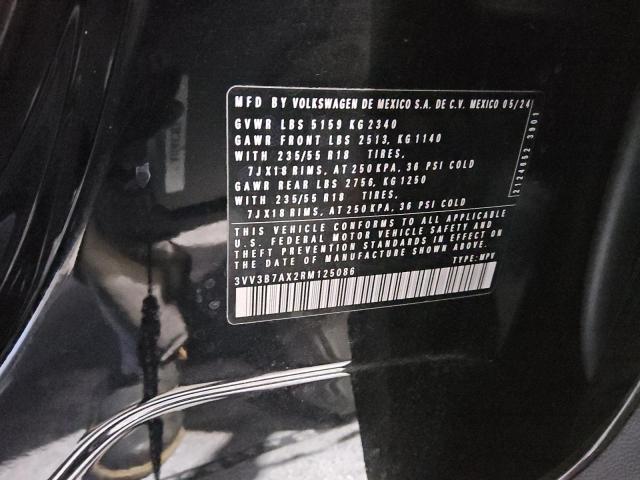 MFD BY VOLKSWAGEN DE MEXICO S.A. DE C.V. MEXICO 05/24
GVWR LBS 5159 KG 2340
GAWR FRONT LBS 2513, KG 1140
WITH 235/55 R18 TIRES,
7JX18 RIMS, AT 250 KPA, 36 PSI COLD
GAWR REAR LBS 2756, KG 1250
WITH 235/55 R18 TIRES,
7JX18 RIMS, AT 250 KPA, 36 PSI COLD
THIS VEHICLE CONFORMS TO ALL APPLICABLE
U.S. FEDERAL MOTOR VEHICLE SAFETY AND
THEFT PREVENTION STANDARDS IN EFFECT ON
THE DATE OF MANUFACTURE SHOWN ABOVE.
3VV3B7AX2RM125086 TYPE: MPV
2124652 3901